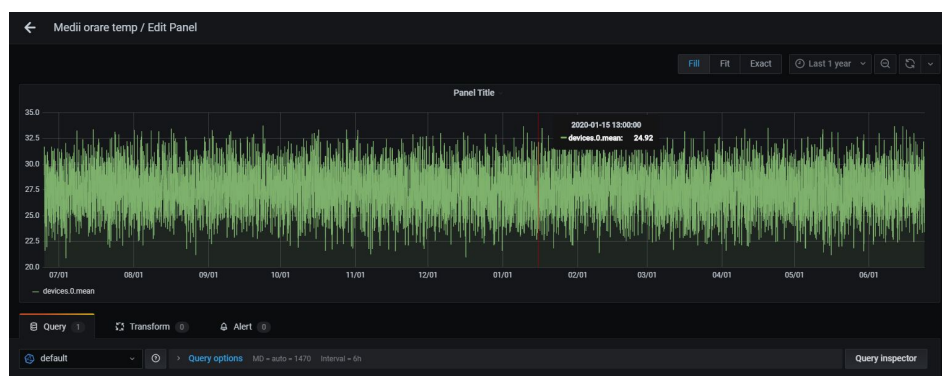 Medii orare temp / Edit Panel
Fill Fit Exact Last 1 year
Panel Title
35.0
32.5
30.0
27.5
25.0
22.5
20.0
2020-01-15 13:00:00
devices.0.mean: 24.92
07/01 08/01 09/01 10/01 11/01 12/01 01/01 02/01 03/01 04/01 05/01 06/01
devices.0.mean
Query 1 Transform 0 Alert 0
default Query options MD = auto = 1470 Interval = 6h Query inspector